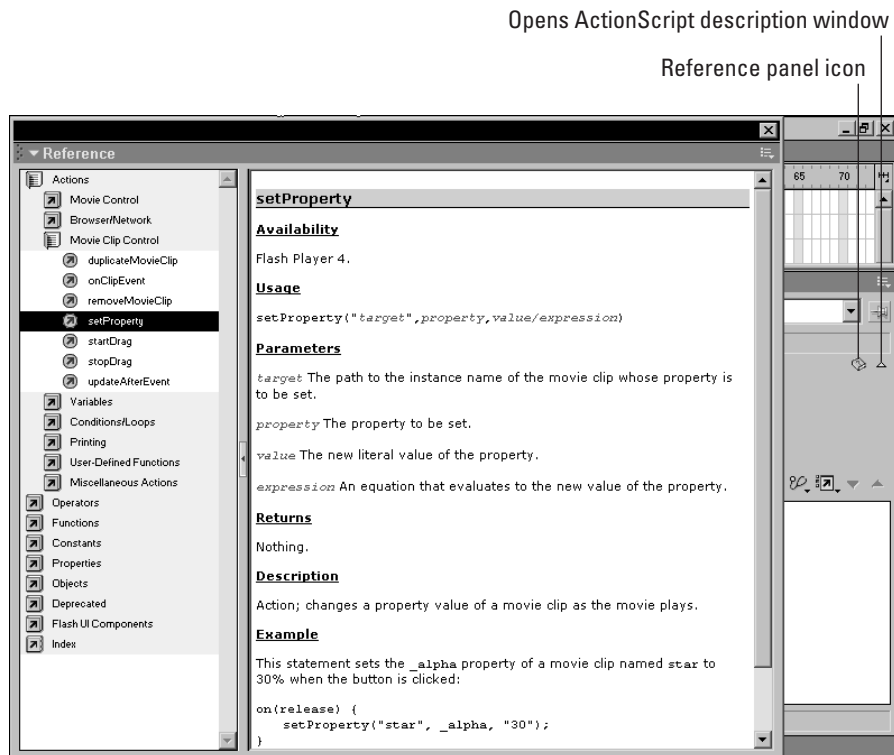 Opens ActionScript description window
Reference panel icon
Reference
65 70
Actions
Movie Control
Browser/Network
Movie Clip Control
duplicateMovieClip
onClipEvent
removeMovieClip
setProperty
startDrag
stopDrag
updateAfterEvent
Variables
Conditions/Loops
Printing
User-Defined Functions
Miscellaneous Actions
Operators
Functions
Constants
Properties
Objects
Deprecated
Flash UI Components
Index
setProperty
Availability
Flash Player 4.
Usage
setProperty("target",property,value/expression)
Parameters
target The path to the instance name of the movie clip whose property is
to be set.
property The property to be set.
value The new literal value of the property.
expression An equation that evaluates to the new value of the property.
Returns
Nothing.
Description
Action; changes a property value of a movie clip as the movie plays.
Example
This statement sets the _alpha property of a movie clip named star to
30% when the button is clicked:
on(release) {
setProperty("star", _alpha, "30");
}